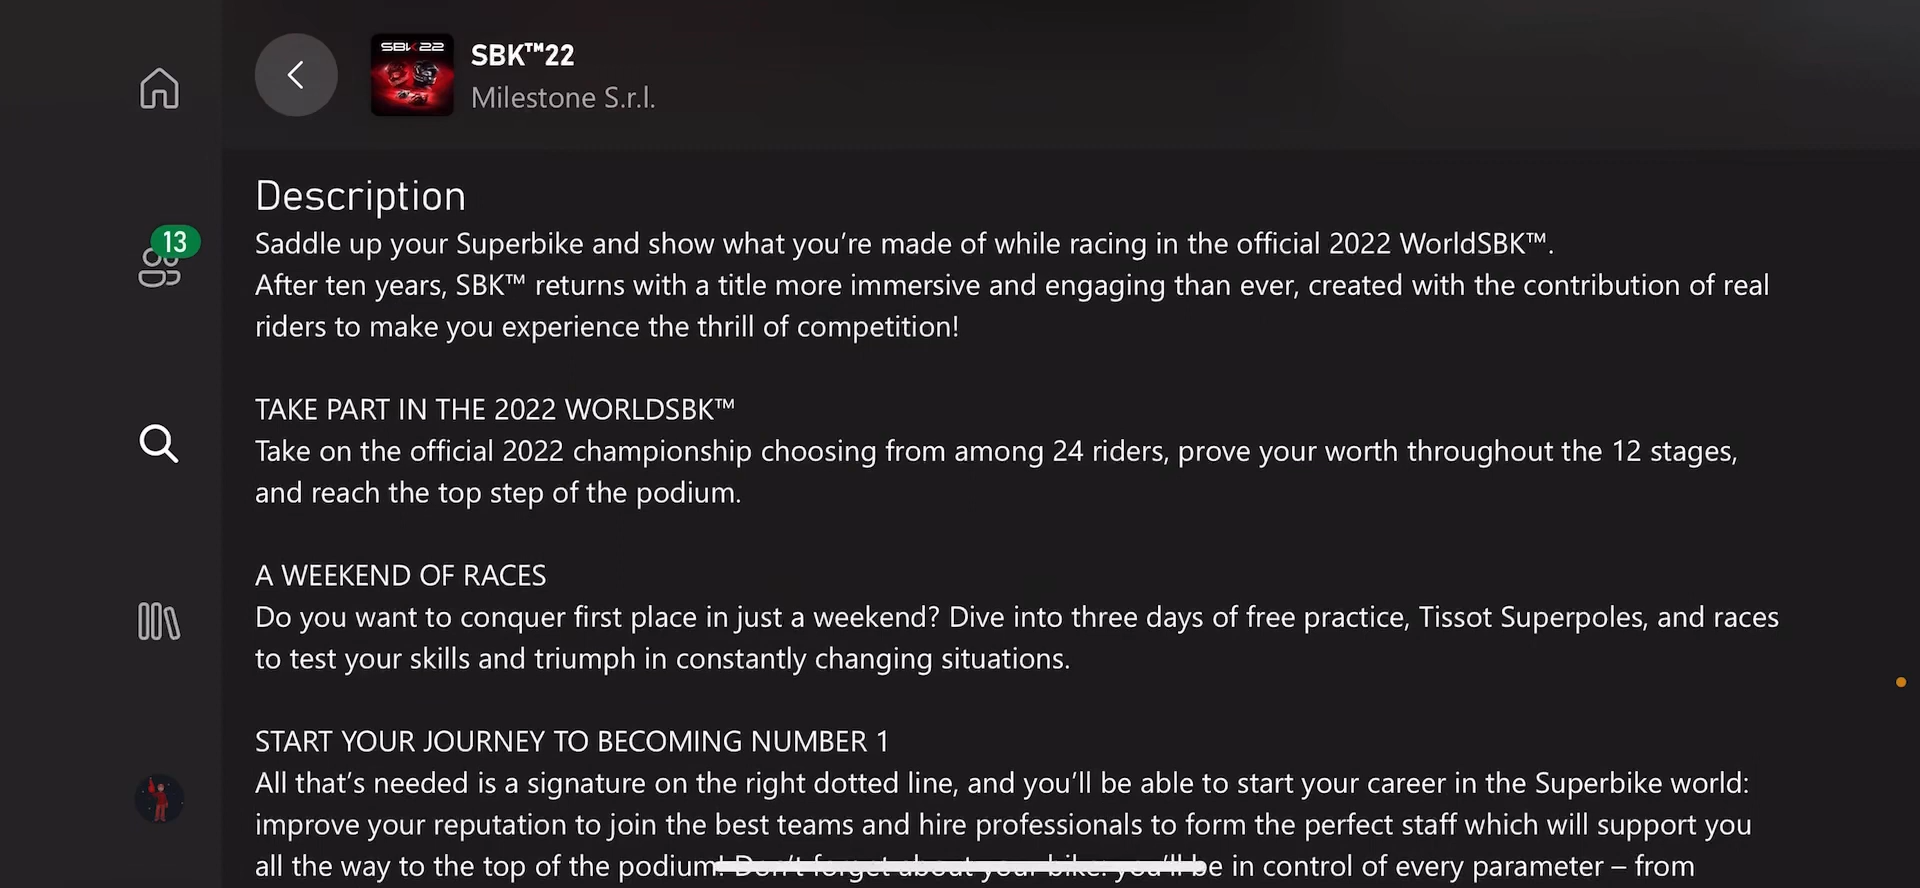 SBK22
SBK™22
Milestone S.r.l.
13
Description
Saddle up your Superbike and show what you’re made of while racing in the official 2022 WorldSBK™.
After ten years, SBK™ returns with a title more immersive and engaging than ever, created with the contribution of real
riders to make you experience the thrill of competition!
TAKE PART IN THE 2022 WORLDSBK™
Take on the official 2022 championship choosing from among 24 riders, prove your worth throughout the 12 stages,
and reach the top step of the podium.
A WEEKEND OF RACES
Do you want to conquer first place in just a weekend? Dive into three days of free practice, Tissot Superpoles, and races
to test your skills and triumph in constantly changing situations.
START YOUR JOURNEY TO BECOMING NUMBER 1
All that’s needed is a signature on the right dotted line, and you’ll be able to start your career in the Superbike world:
improve your reputation to join the best teams and hire professionals to form the perfect staff which will support you
all the way to the top of the podium! Don’t forget about your bike: you’ll be in control of every parameter – from